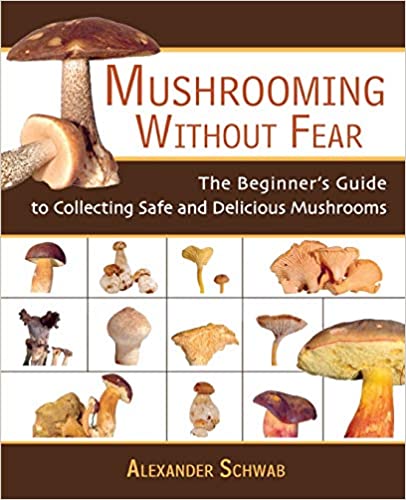 MUSHROOMING
WITHOUT FEAR
The Beginner's Guide
to Collecting Safe and Delicious Mushrooms
ALEXANDER SCHWAB